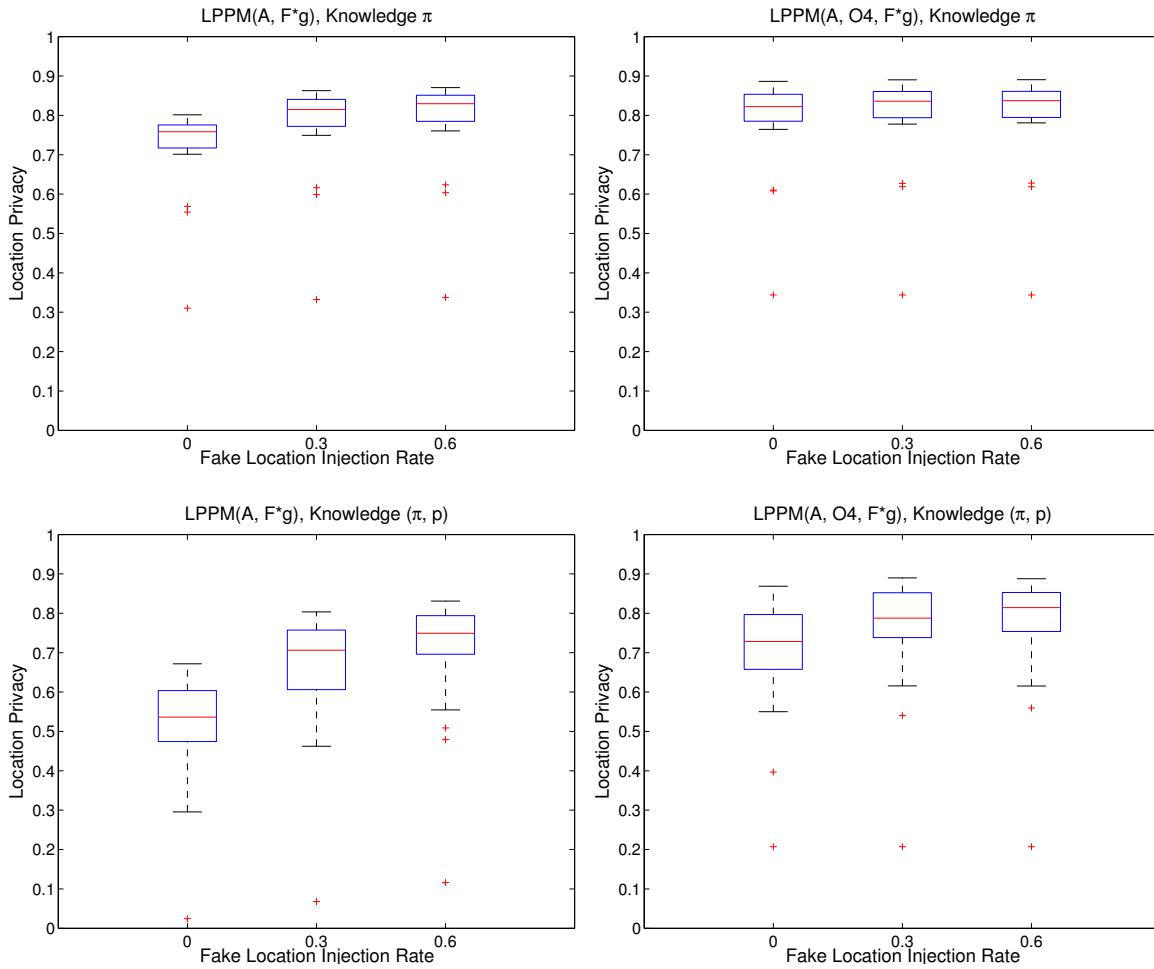 LPPM(A, F*g), Knowledge π
Location Privacy
1
0.9
0.8
0.7
0.6
0.5
0.4
0.3
0.2
0.1
0
0 0.3 0.6
Fake Location Injection Rate
LPPM(A, O4, F*g), Knowledge π
Location Privacy
1
0.9
0.8
0.7
0.6
0.5
0.4
0.3
0.2
0.1
0
0 0.3 0.6
Fake Location Injection Rate
LPPM(A, F*g), Knowledge (π, p)
Location Privacy
1
0.9
0.8
0.7
0.6
0.5
0.4
0.3
0.2
0.1
0
0 0.3 0.6
Fake Location Injection Rate
LPPM(A, O4, F*g), Knowledge (π, p)
Location Privacy
1
0.9
0.8
0.7
0.6
0.5
0.4
0.3
0.2
0.1
0
0 0.3 0.6
Fake Location Injection Rate